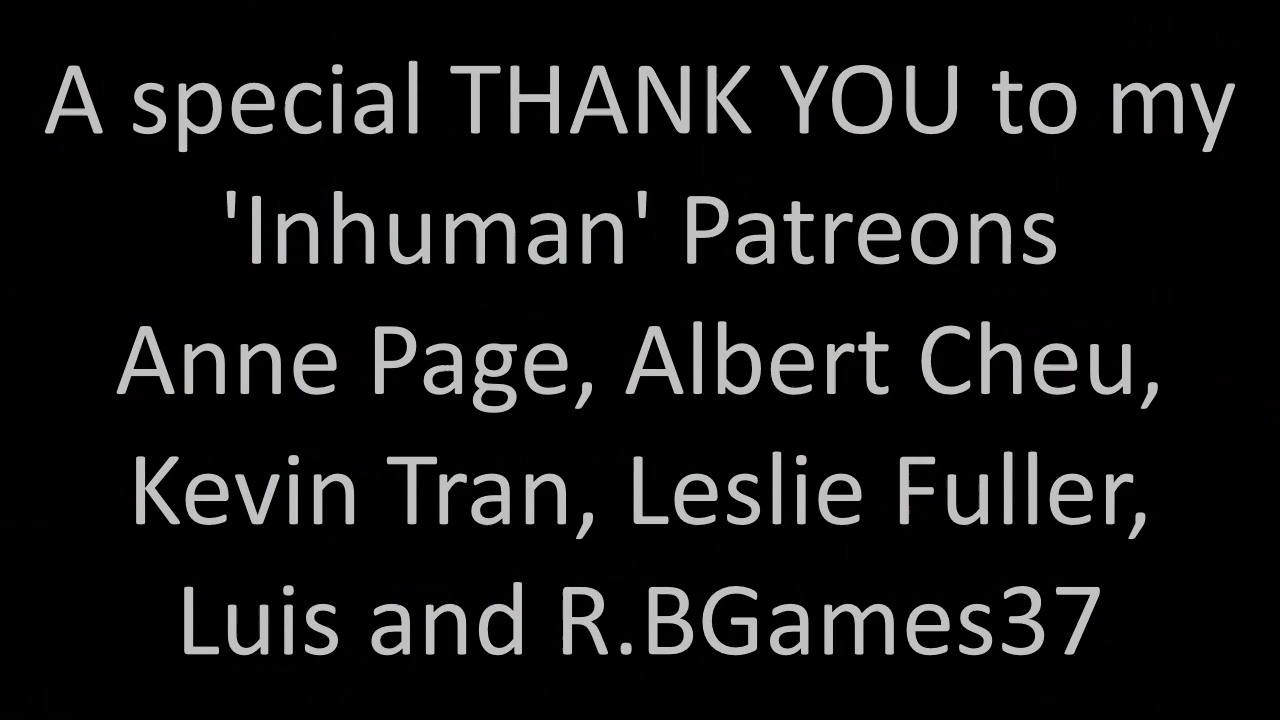 A special THANK YOU to my
'Inhuman' Patreons
Anne Page, Albert Cheu,
Kevin Tran, Leslie Fuller,
Luis and R.BGames37